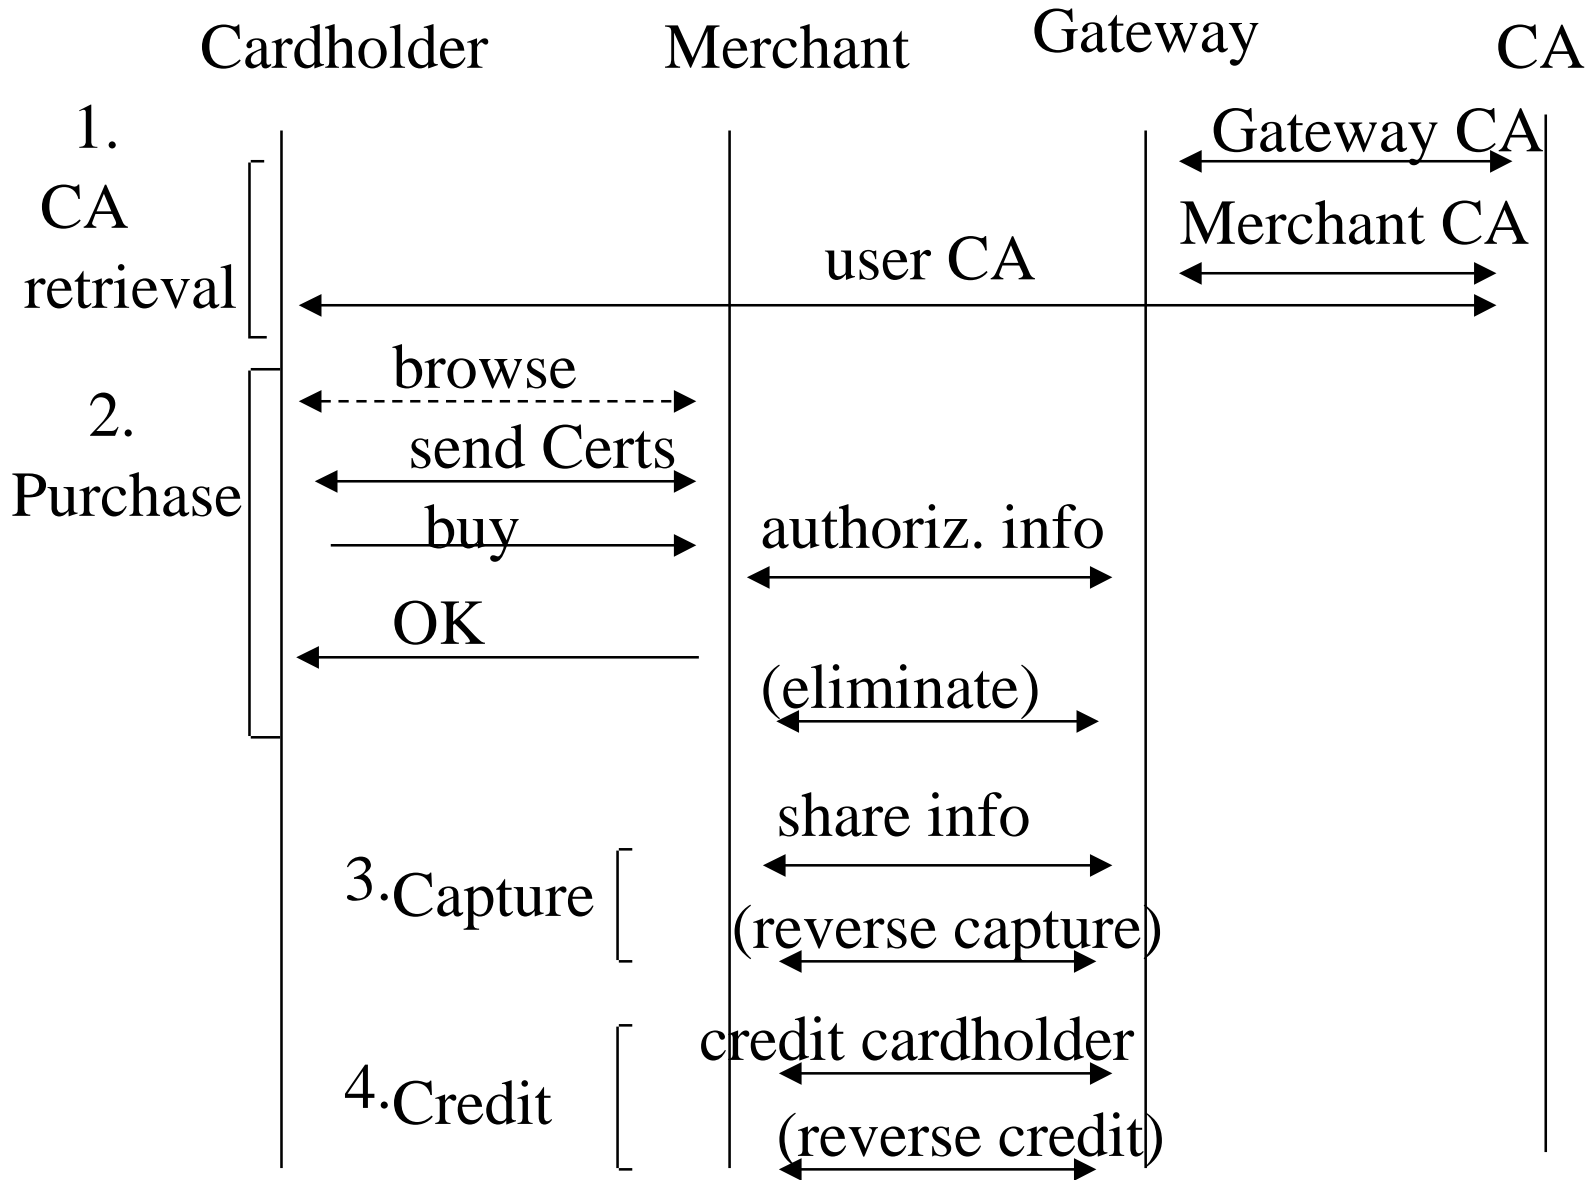 Cardholder
Merchant
Gateway
CA
1.
CA
retrieval
Gateway CA
Merchant CA
user CA
2.
Purchase
browse
send Certs
buy
authoriz. info
OK
(eliminate)
share info
3.Capture
(reverse capture)
credit cardholder
4.Credit
(reverse credit)